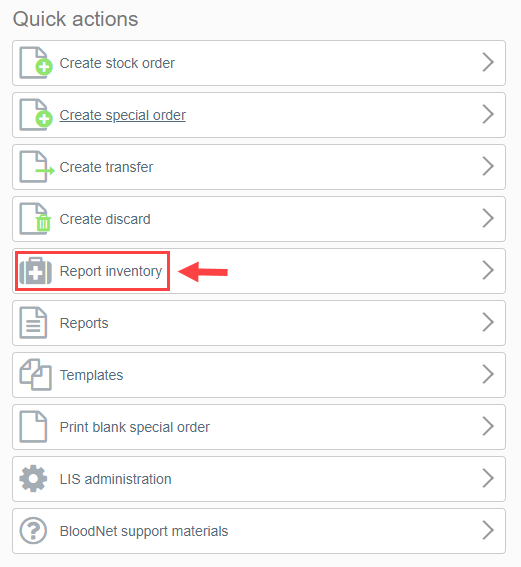 Quick actions
Create stock order
Create special order
Create transfer
Create discard
Report inventory
Reports
Templates
Print blank special order
LIS administration
BloodNet support materials